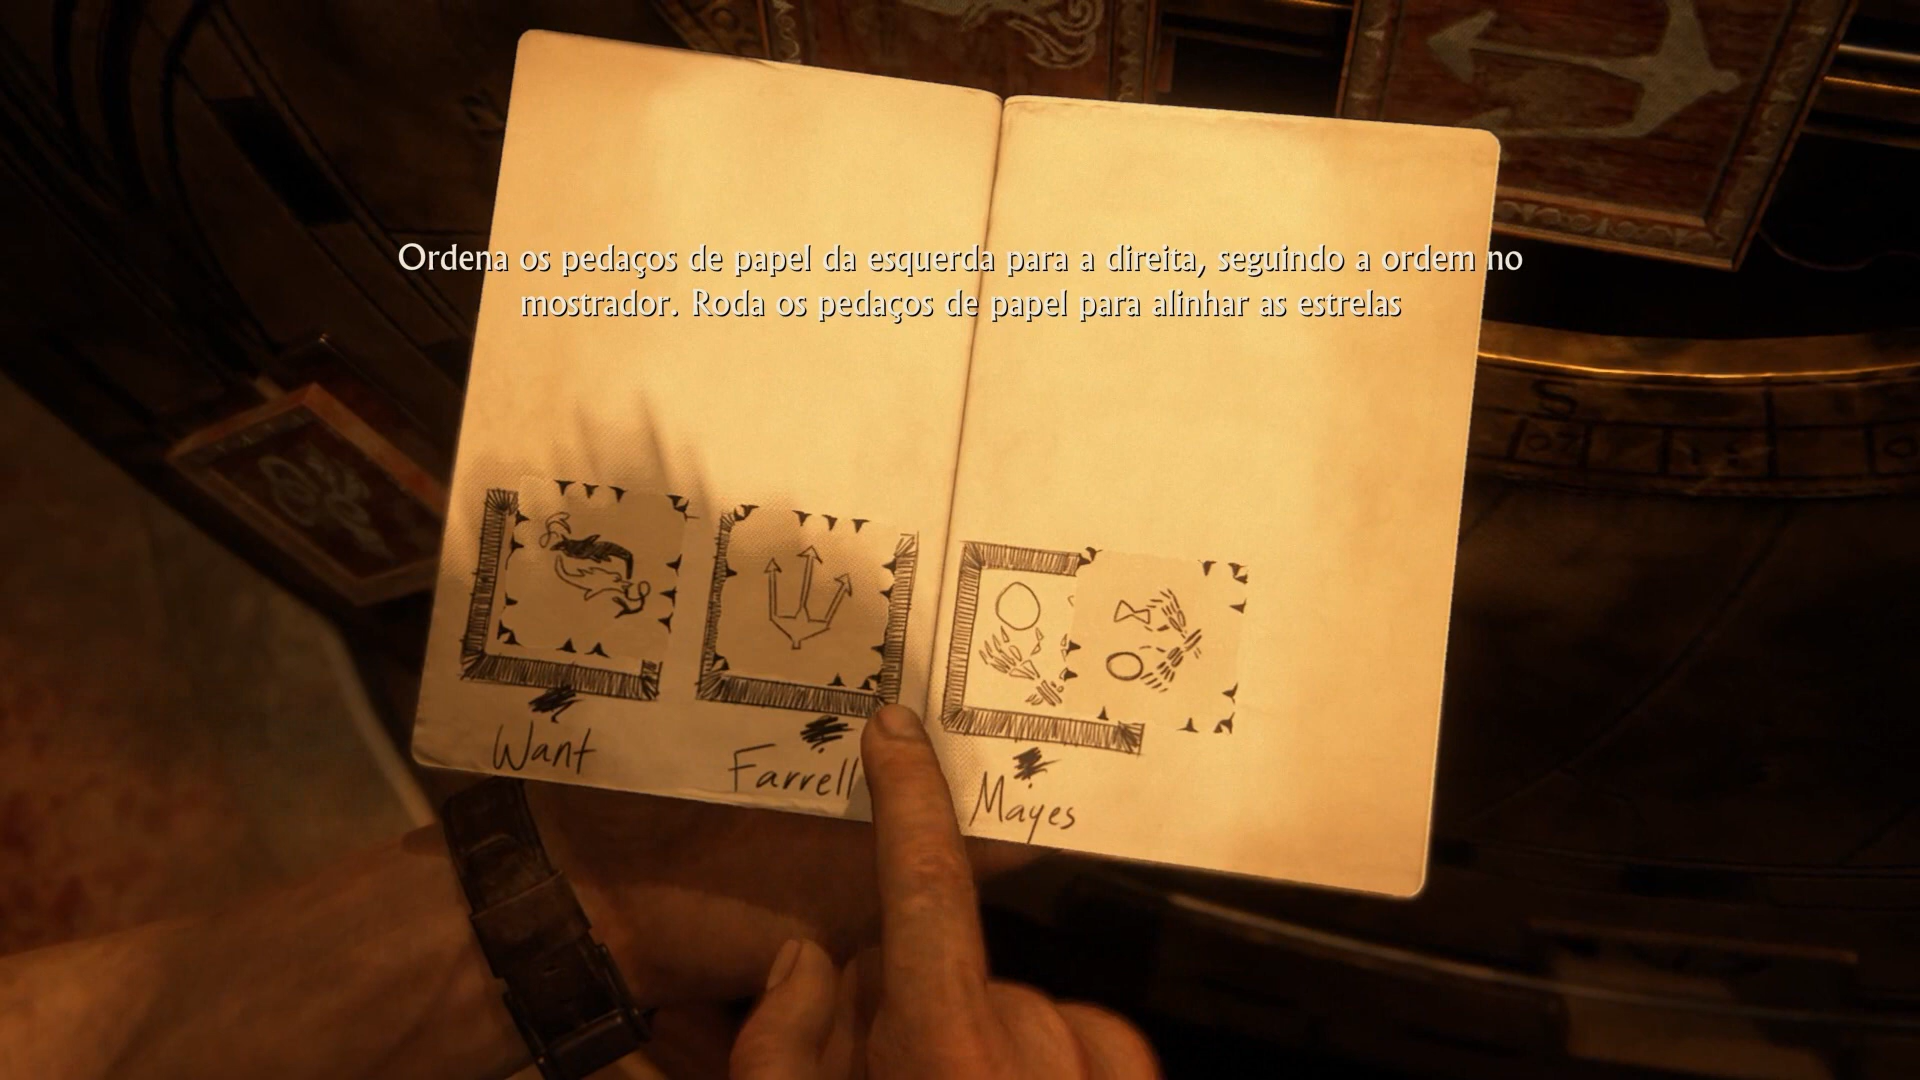 Ordena os pedaços de papel da esquerda para a direita, seguindo a ordem no
mostrador. Roda os pedaços de papel para alinhar as estrelas
Want
Farrell
Mayes
S